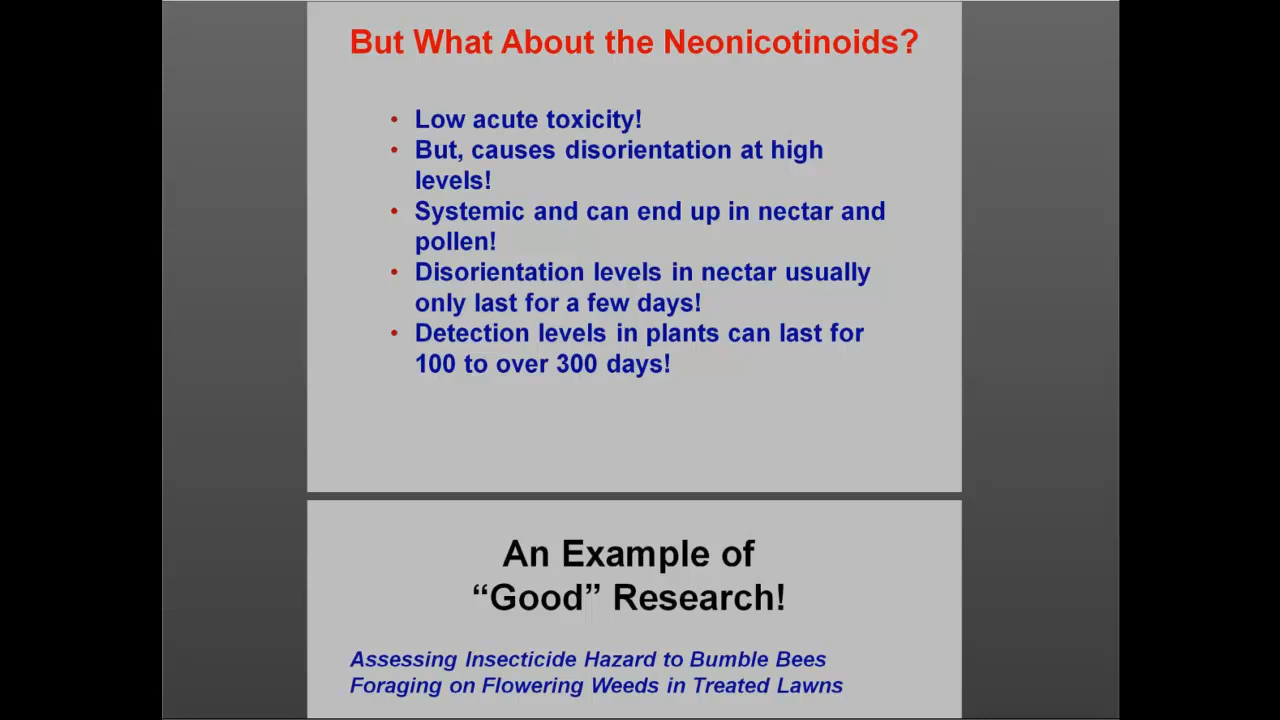 But What About the Neonicotinoids?
• Low acute toxicity!
• But, causes disorientation at high
levels!
• Systemic and can end up in nectar and
pollen!
• Disorientation levels in nectar usually
only last for a few days!
• Detection levels in plants can last for
100 to over 300 days!
An Example of
“Good” Research!
Assessing Insecticide Hazard to Bumble Bees
Foraging on Flowering Weeds in Treated Lawns